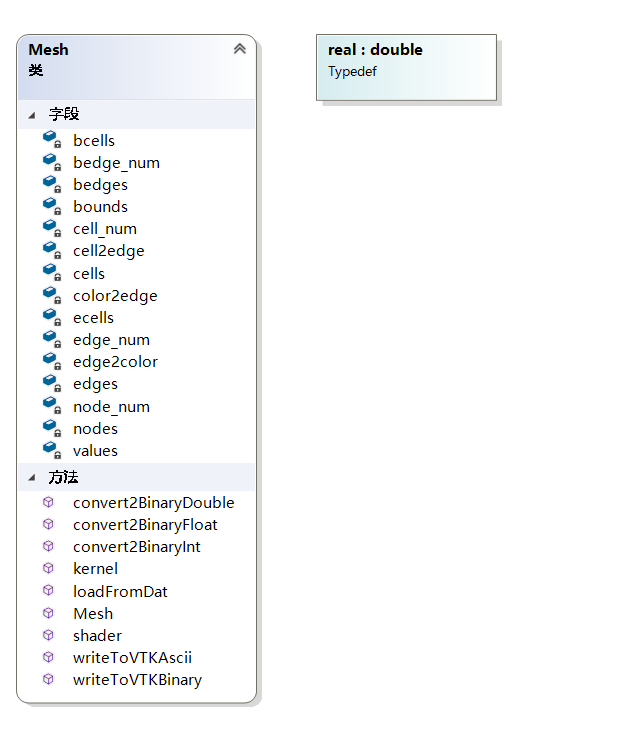 Mesh
类
字段
bcells
bedge_num
bedges
bounds
cell_num
cell2edge
cells
color2edge
ecells
edge_num
edge2color
edges
node_num
nodes
values
方法
convert2BinaryDouble
convert2BinaryFloat
convert2BinaryInt
kernel
loadFromDat
Mesh
shader
writeToVTKAscii
writeToVTKBinary
real : double
Typedef